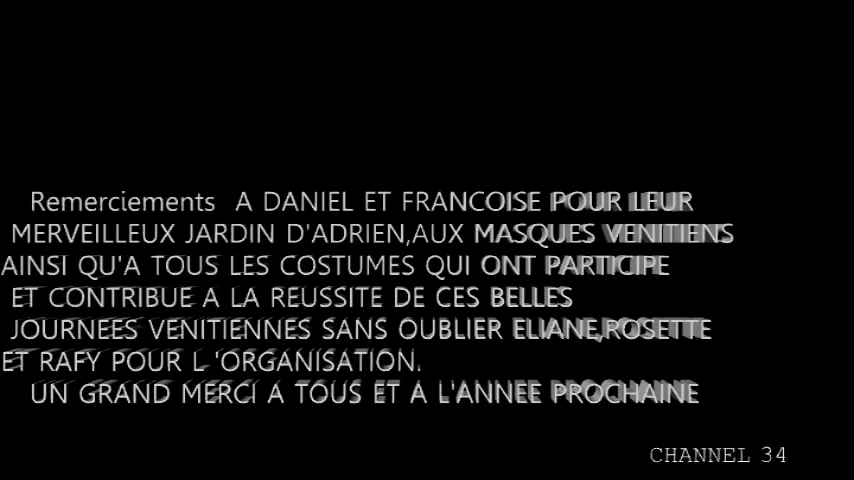 Remerciements A DANIEL ET FRANCOISE POUR LEUR
MERVEILLEUX JARDIN D'ADRIEN,AUX MASQUES VENITIENS
AINSI QU'A TOUS LES COSTUMES QUI ONT PARTICIPE
ET CONTRIBUE A LA REUSSITE DE CES BELLES
JOURNEES VENITIENNES SANS OUBLIER ELIANE,ROSETTE
ET RAFY POUR L 'ORGANISATION.
UN GRAND MERCI A TOUS ET A L'ANNEE PROCHAINE
CHANNEL 34